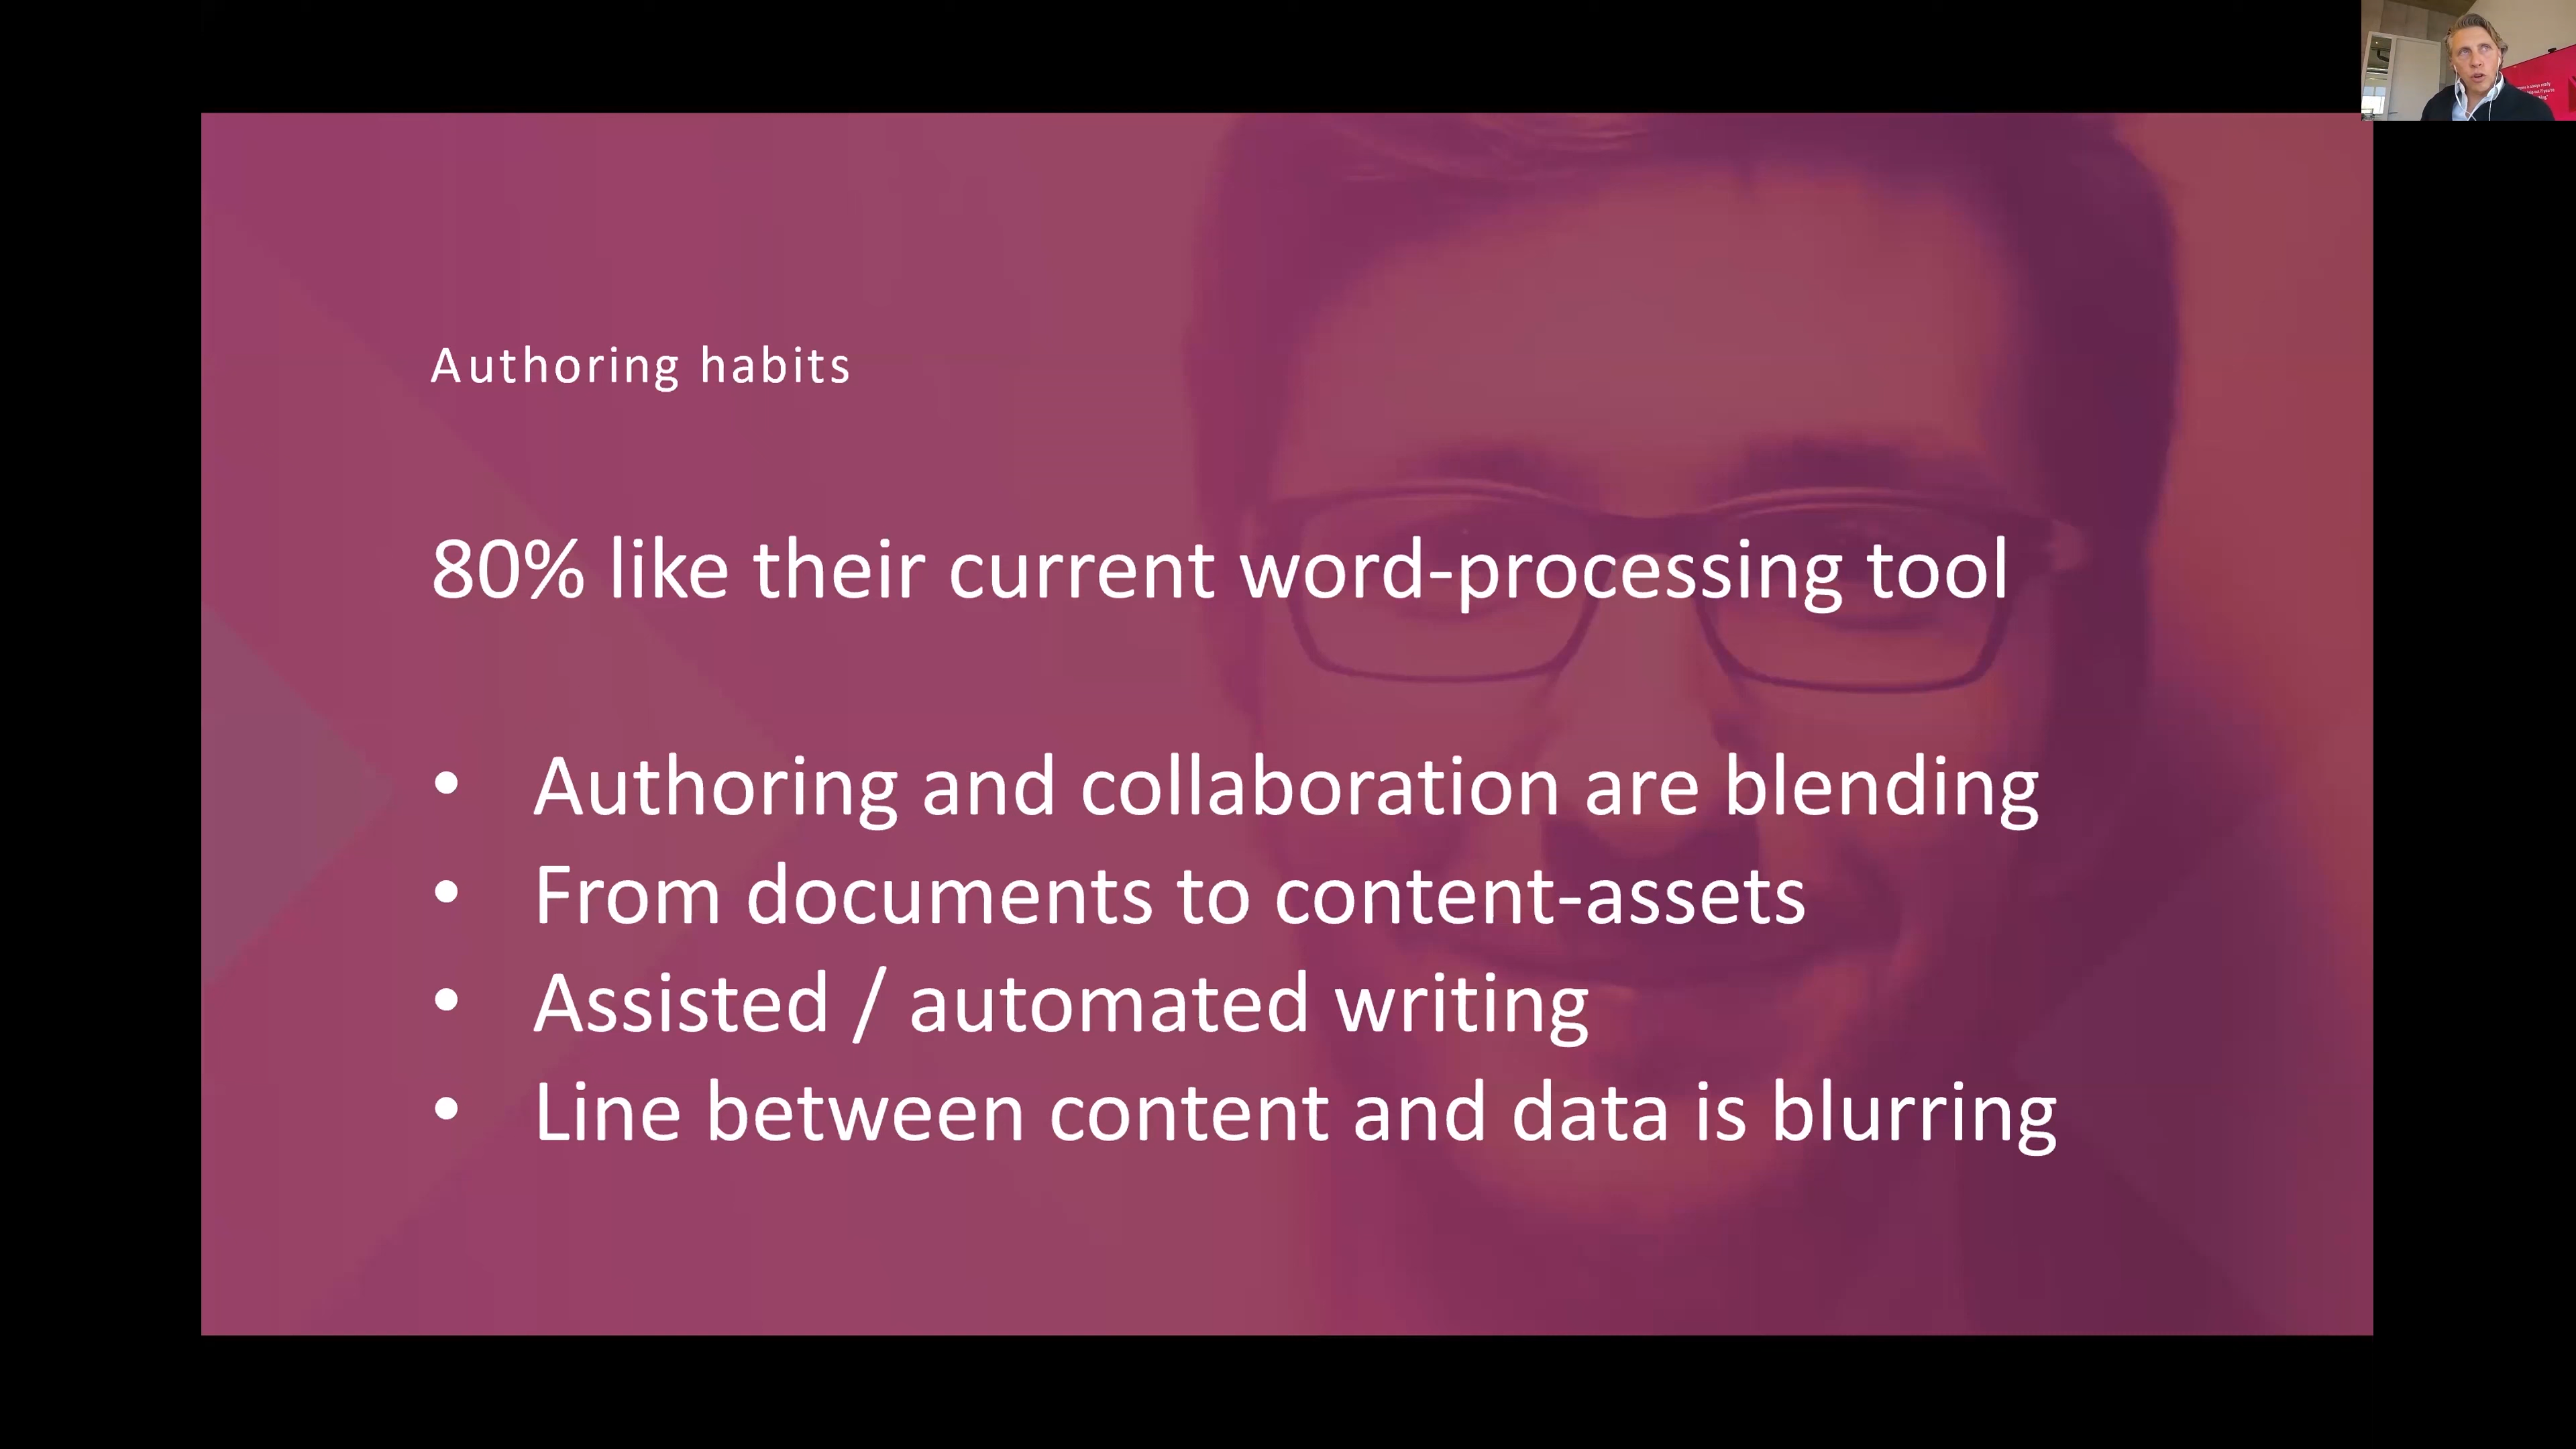 Authoring habits
80% like their current word-processing tool
• Authoring and collaboration are blending
• From documents to content-assets
• Assisted / automated writing
• Line between content and data is blurring